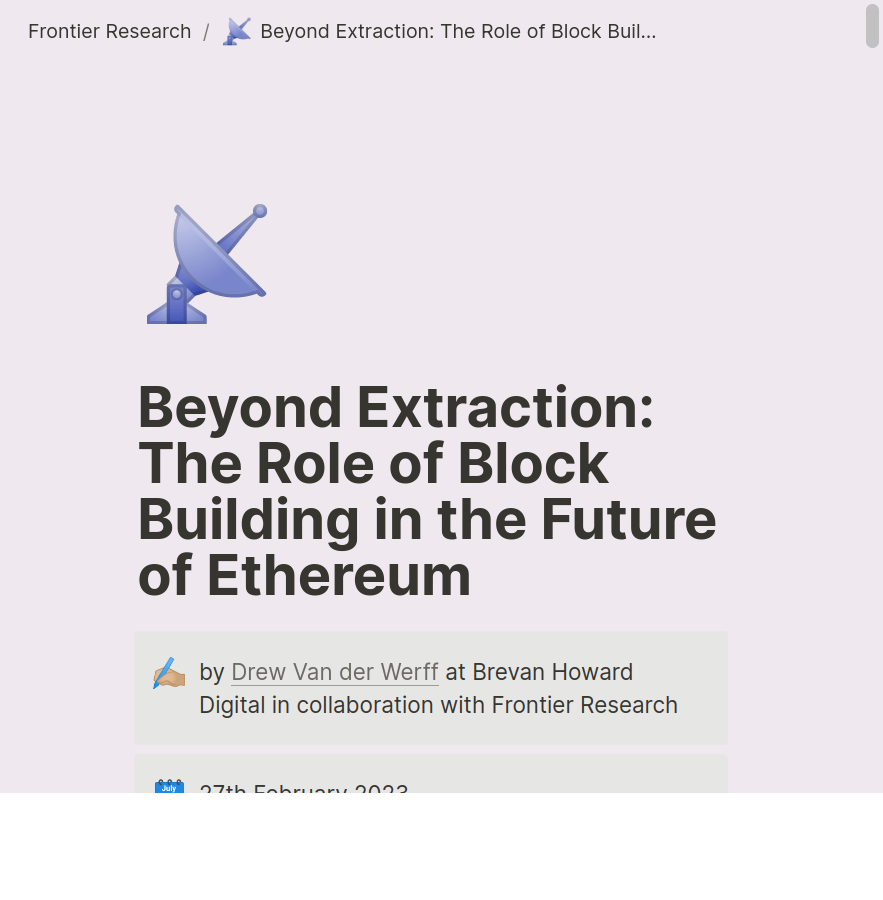 Frontier Research / Beyond Extraction: The Role of Block Buil...
Beyond Extraction:
The Role of Block
Building in the Future
of Ethereum
by Drew Van der Werff at Brevan Howard
Digital in collaboration with Frontier Research
July
27th February 2023